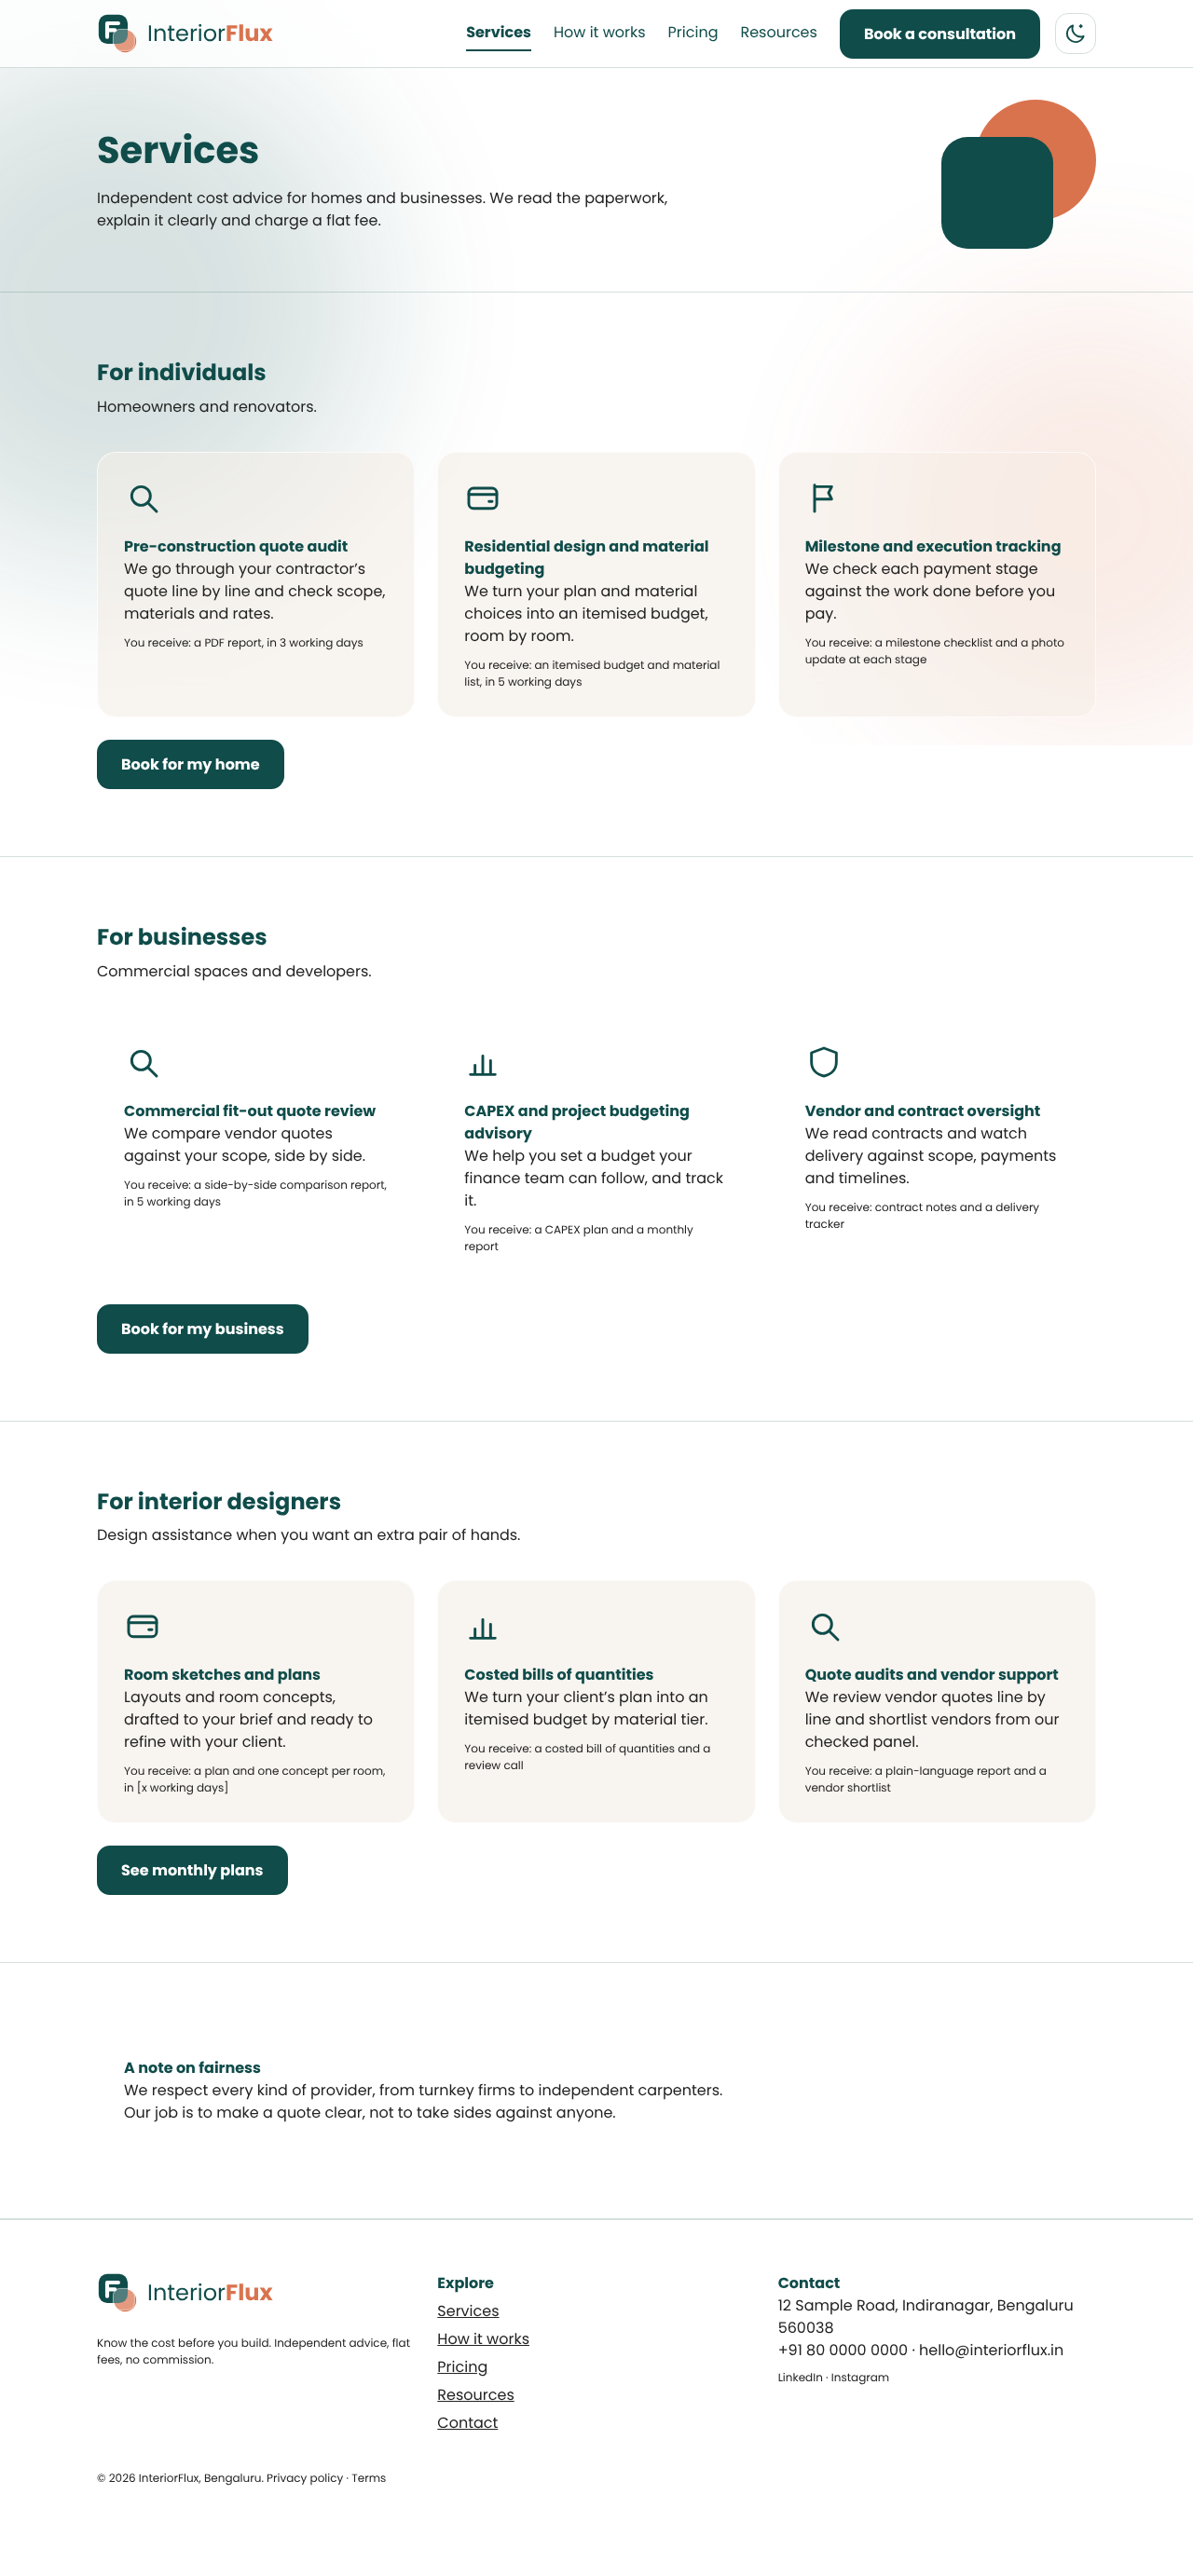 InteriorFlux
Services
How it works
Pricing
Resources
Book a consultation
Services
Independent cost advice for homes and businesses. We read the paperwork,
explain it clearly and charge a flat fee.
For individuals
Homeowners and renovators.
Pre-construction quote audit
We go through your contractor’s
quote line by line and check scope,
materials and rates.
You receive: a PDF report, in 3 working days
Residential design and material
budgeting
We turn your plan and material
choices into an itemised budget,
room by room.
You receive: an itemised budget and material
list, in 5 working days
Milestone and execution tracking
We check each payment stage
against the work done before you
pay.
You receive: a milestone checklist and a photo
update at each stage
Book for my home
For businesses
Commercial spaces and developers.
Commercial fit-out quote review
We compare vendor quotes
against your scope, side by side.
You receive: a side-by-side comparison report,
in 5 working days
CAPEX and project budgeting
advisory
We help you set a budget your
finance team can follow, and track
it.
You receive: a CAPEX plan and a monthly
report
Vendor and contract oversight
We read contracts and watch
delivery against scope, payments
and timelines.
You receive: contract notes and a delivery
tracker
Book for my business
For interior designers
Design assistance when you want an extra pair of hands.
Room sketches and plans
Layouts and room concepts,
drafted to your brief and ready to
refine with your client.
You receive: a plan and one concept per room,
in [x working days]
Costed bills of quantities
We turn your client’s plan into an
itemised budget by material tier.
You receive: a costed bill of quantities and a
review call
Quote audits and vendor support
We review vendor quotes line by
line and shortlist vendors from our
checked panel.
You receive: a plain-language report and a
vendor shortlist
See monthly plans
A note on fairness
We respect every kind of provider, from turnkey firms to independent carpenters.
Our job is to make a quote clear, not to take sides against anyone.
InteriorFlux
Know the cost before you build. Independent advice, flat
fees, no commission.
Explore
Services
How it works
Pricing
Resources
Contact
Contact
12 Sample Road, Indiranagar, Bengaluru
560038
+91 80 0000 0000 · hello@interiorflux.in
LinkedIn · Instagram
© 2026 InteriorFlux, Bengaluru. Privacy policy · Terms